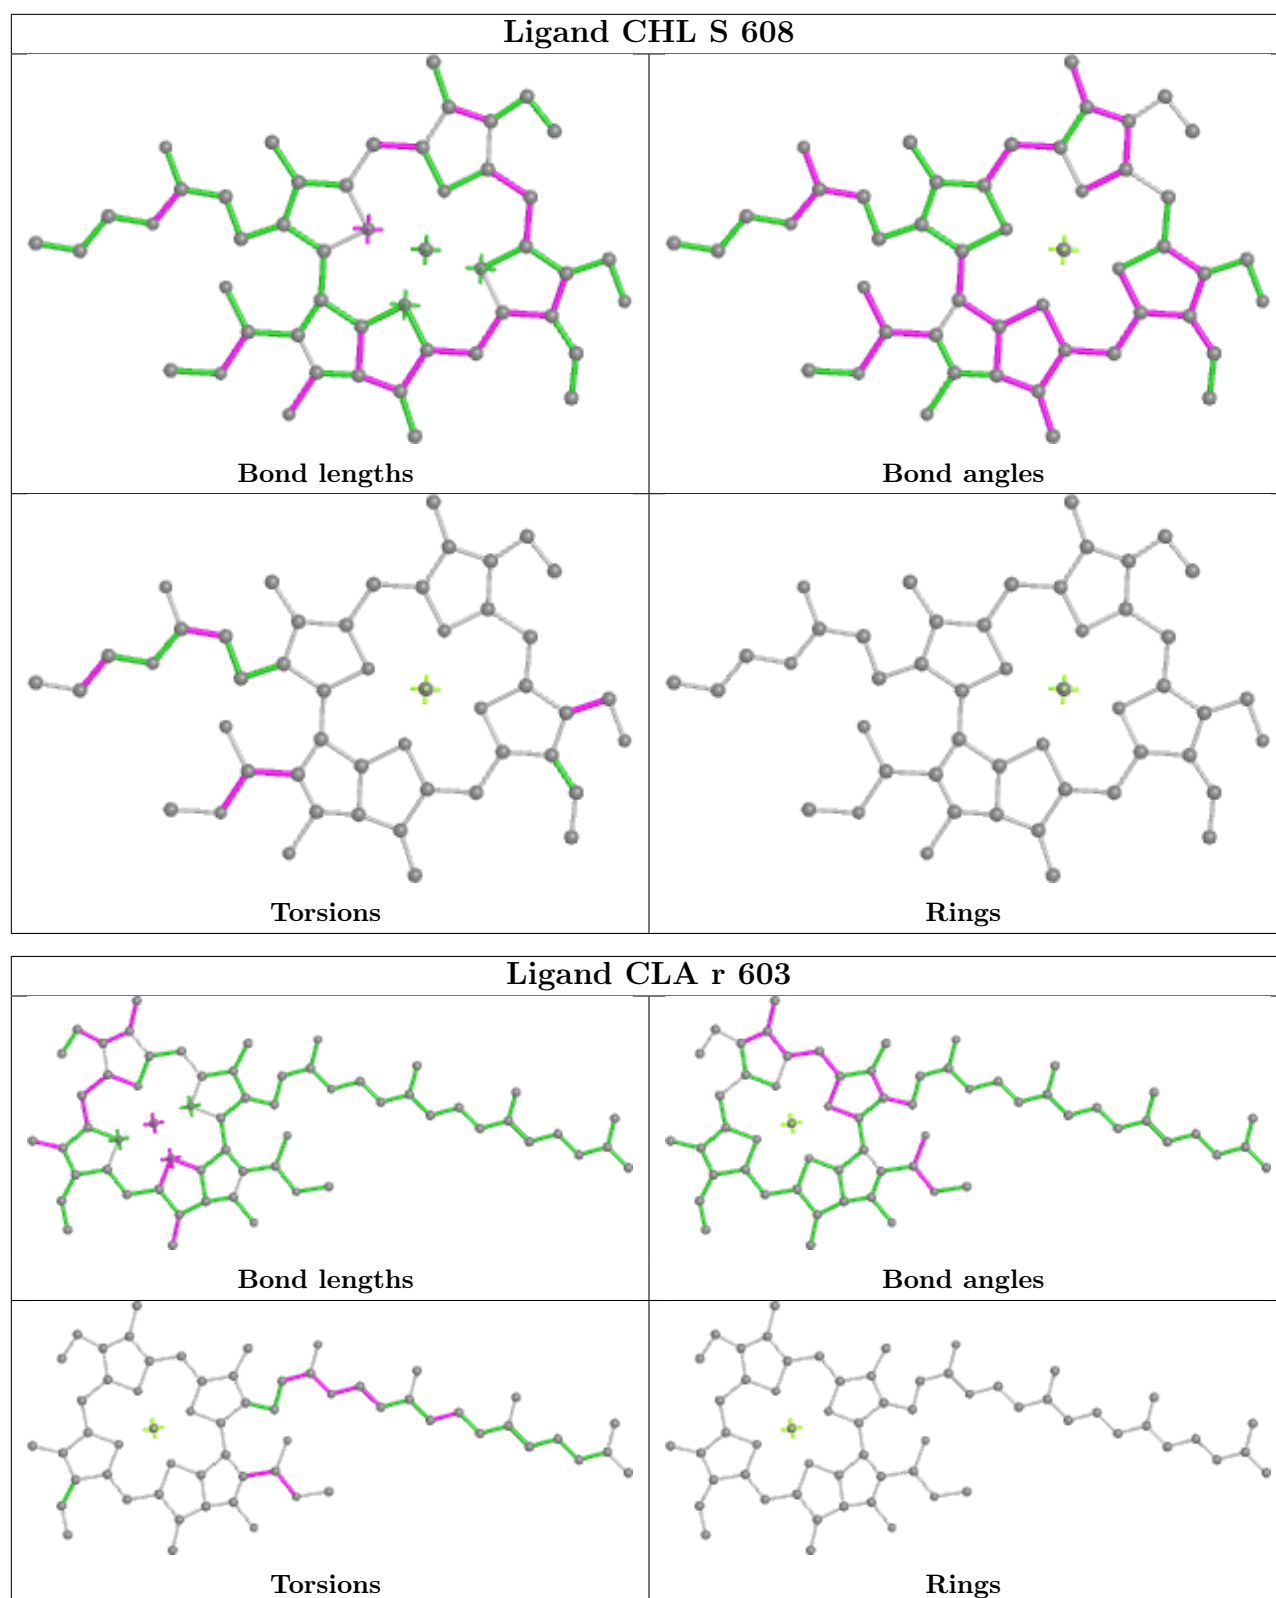 Ligand CHL S 608
Bond lengths
Bond angles
Torsions
Rings
Ligand CLA r 603
Bond lengths
Bond angles
Torsions
Rings